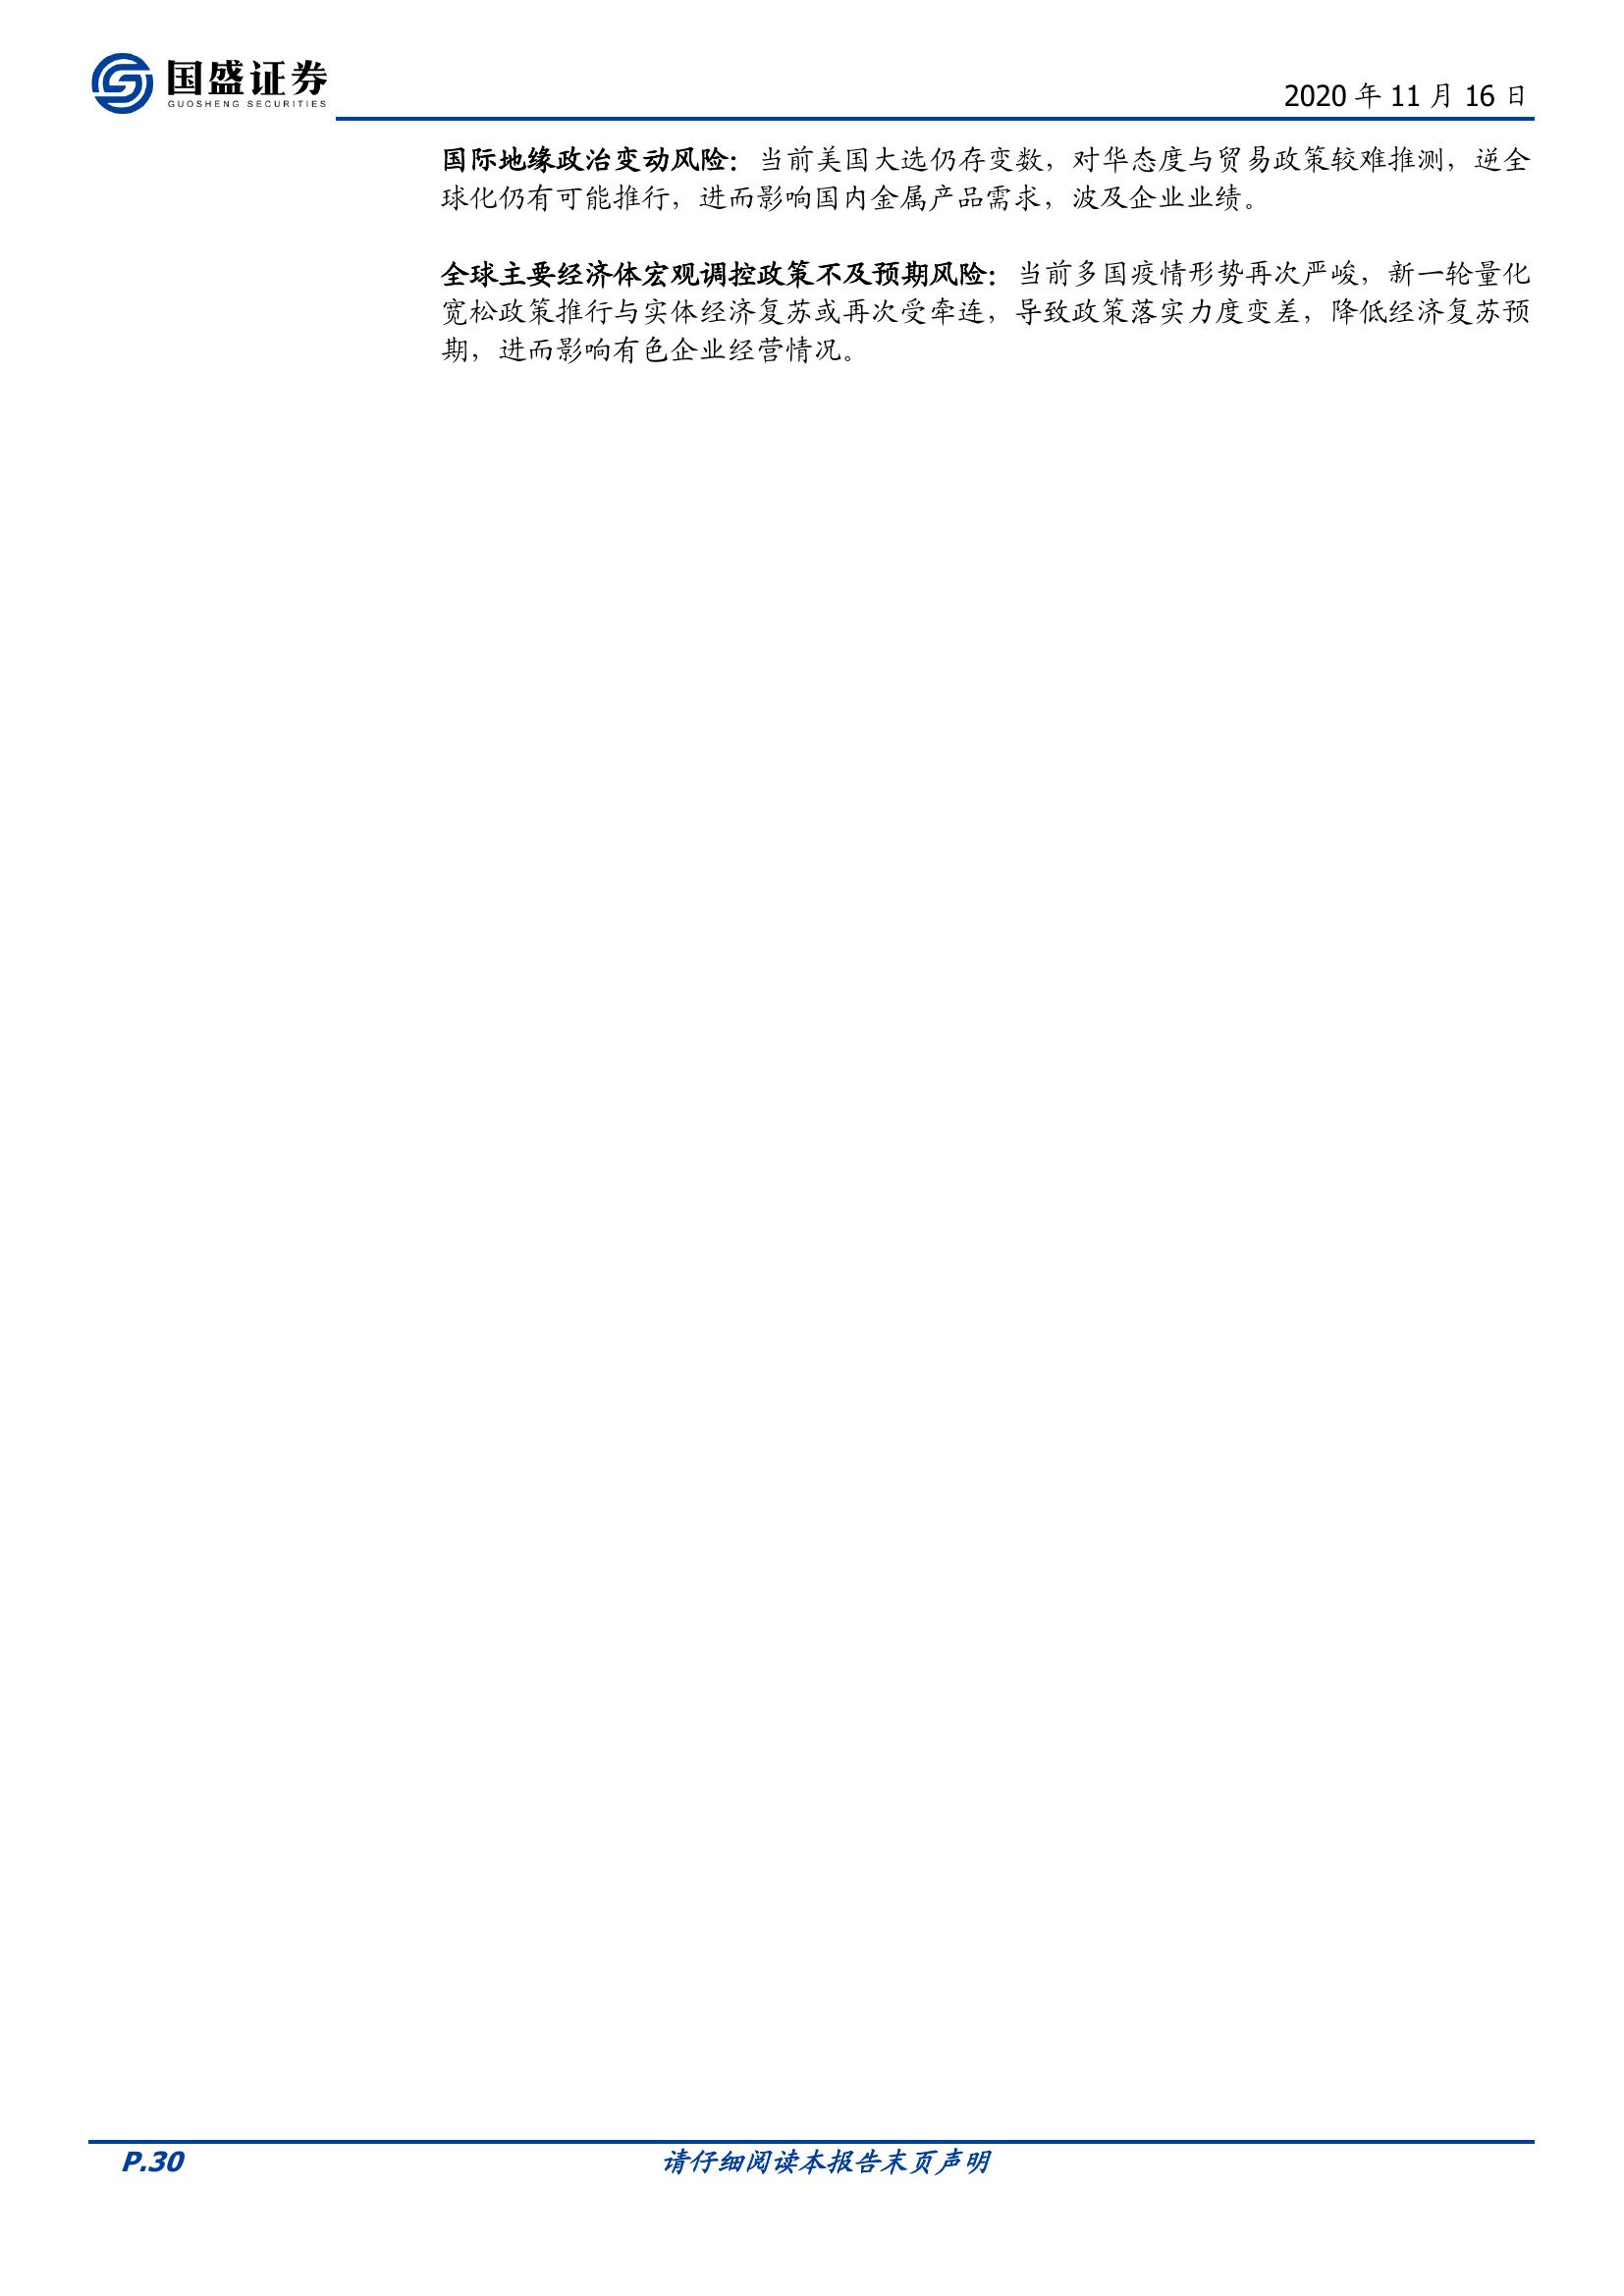 国盛证券
GUOSHENG SECURITIES
2020 年 11 月 16 日
国际地缘政治变动风险：当前美国大选仍存变数，对华态度与贸易政策较难推测，逆全
球化仍有可能推行，进而影响国内金属产品需求，波及企业业绩。
全球主要经济体宏观调控政策不及预期风险：当前多国疫情形势再次严峻，新一轮量化
宽松政策推行与实体经济复苏或再次受牵连，导致政策落实力度变差，降低经济复苏预
期，进而影响有色企业经营情况。
P.30
请仔细阅读本报告末页声明